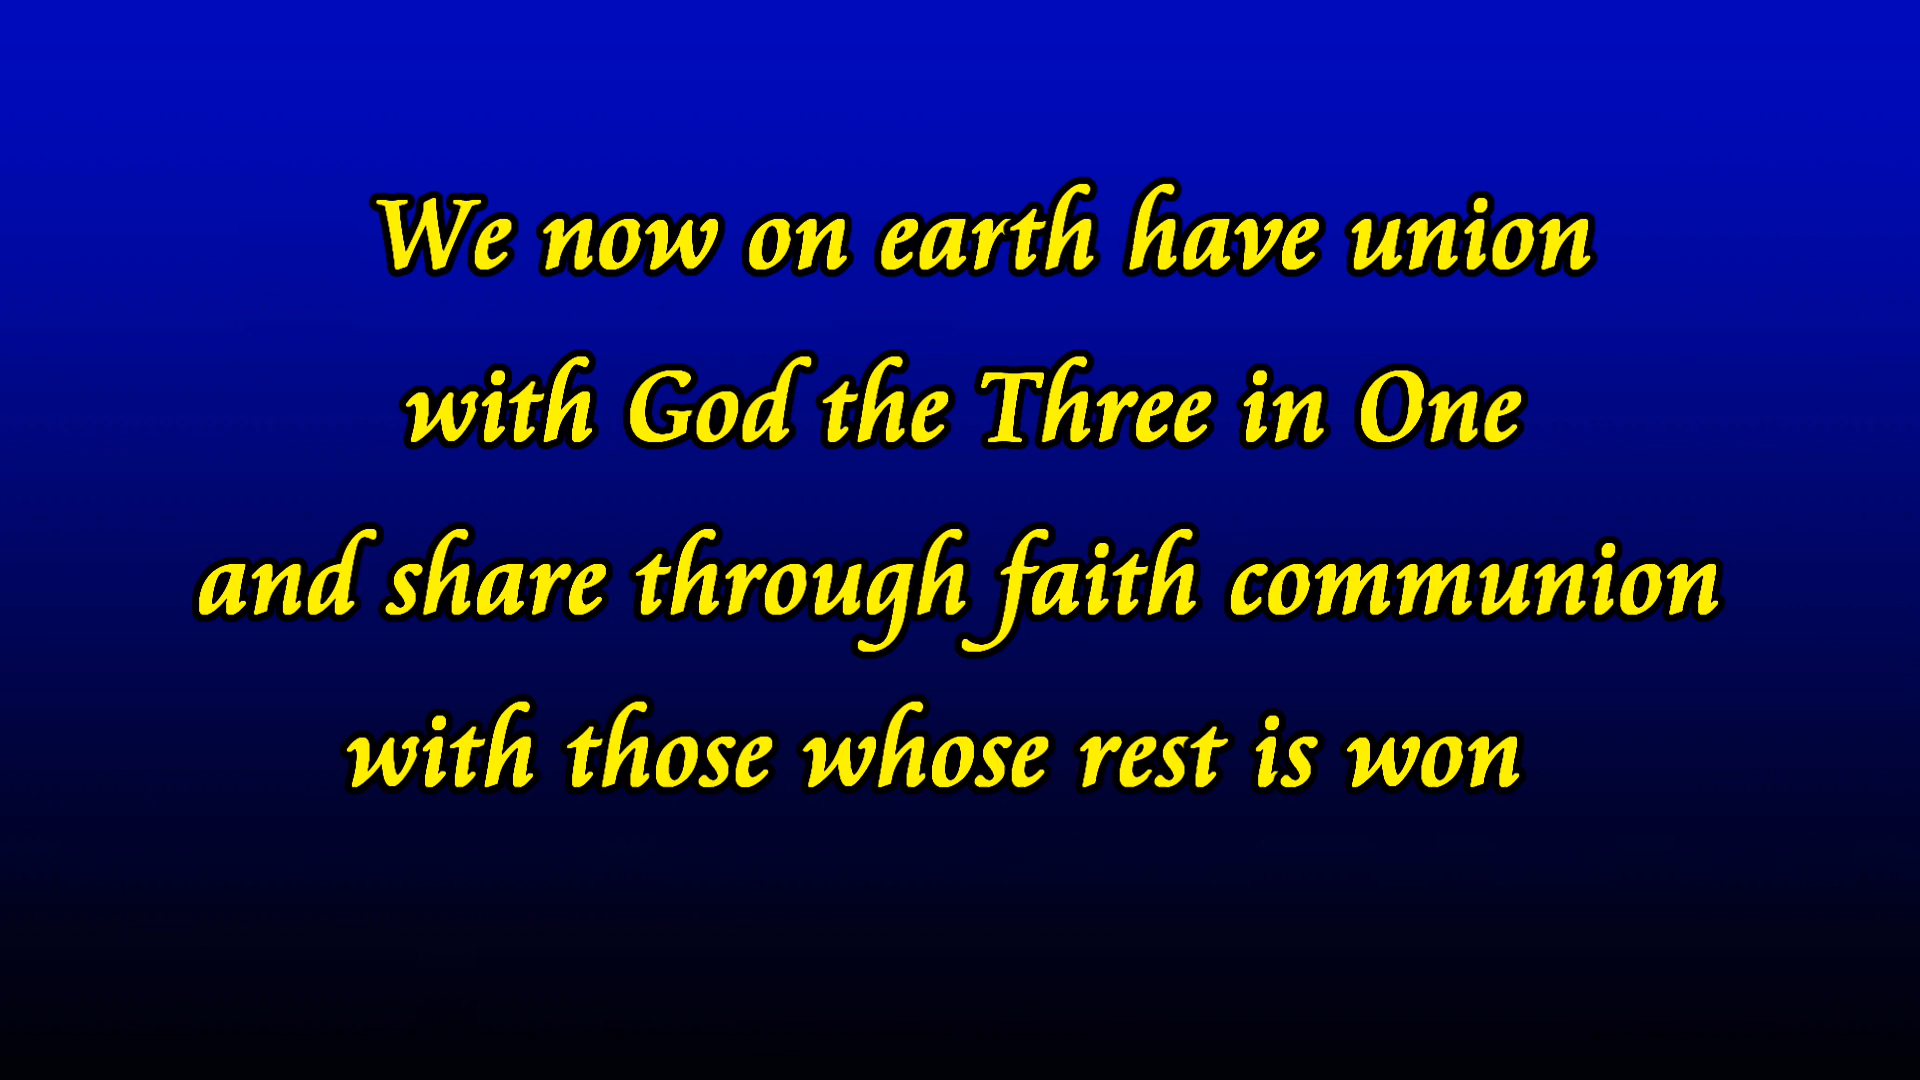 We now on earth have union
with God the Three in One
and share through faith communion
with those whose rest is won